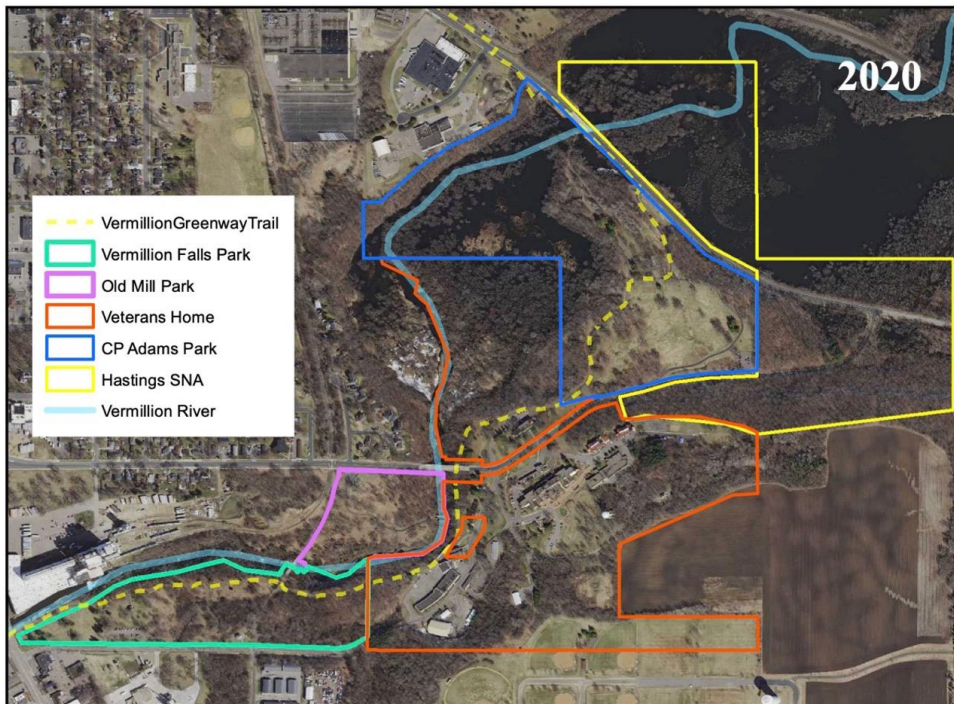 2020
VermillionGreenwayTrail
Vermillion Falls Park
Old Mill Park
Veterans Home
CP Adams Park
Hastings SNA
Vermillion River